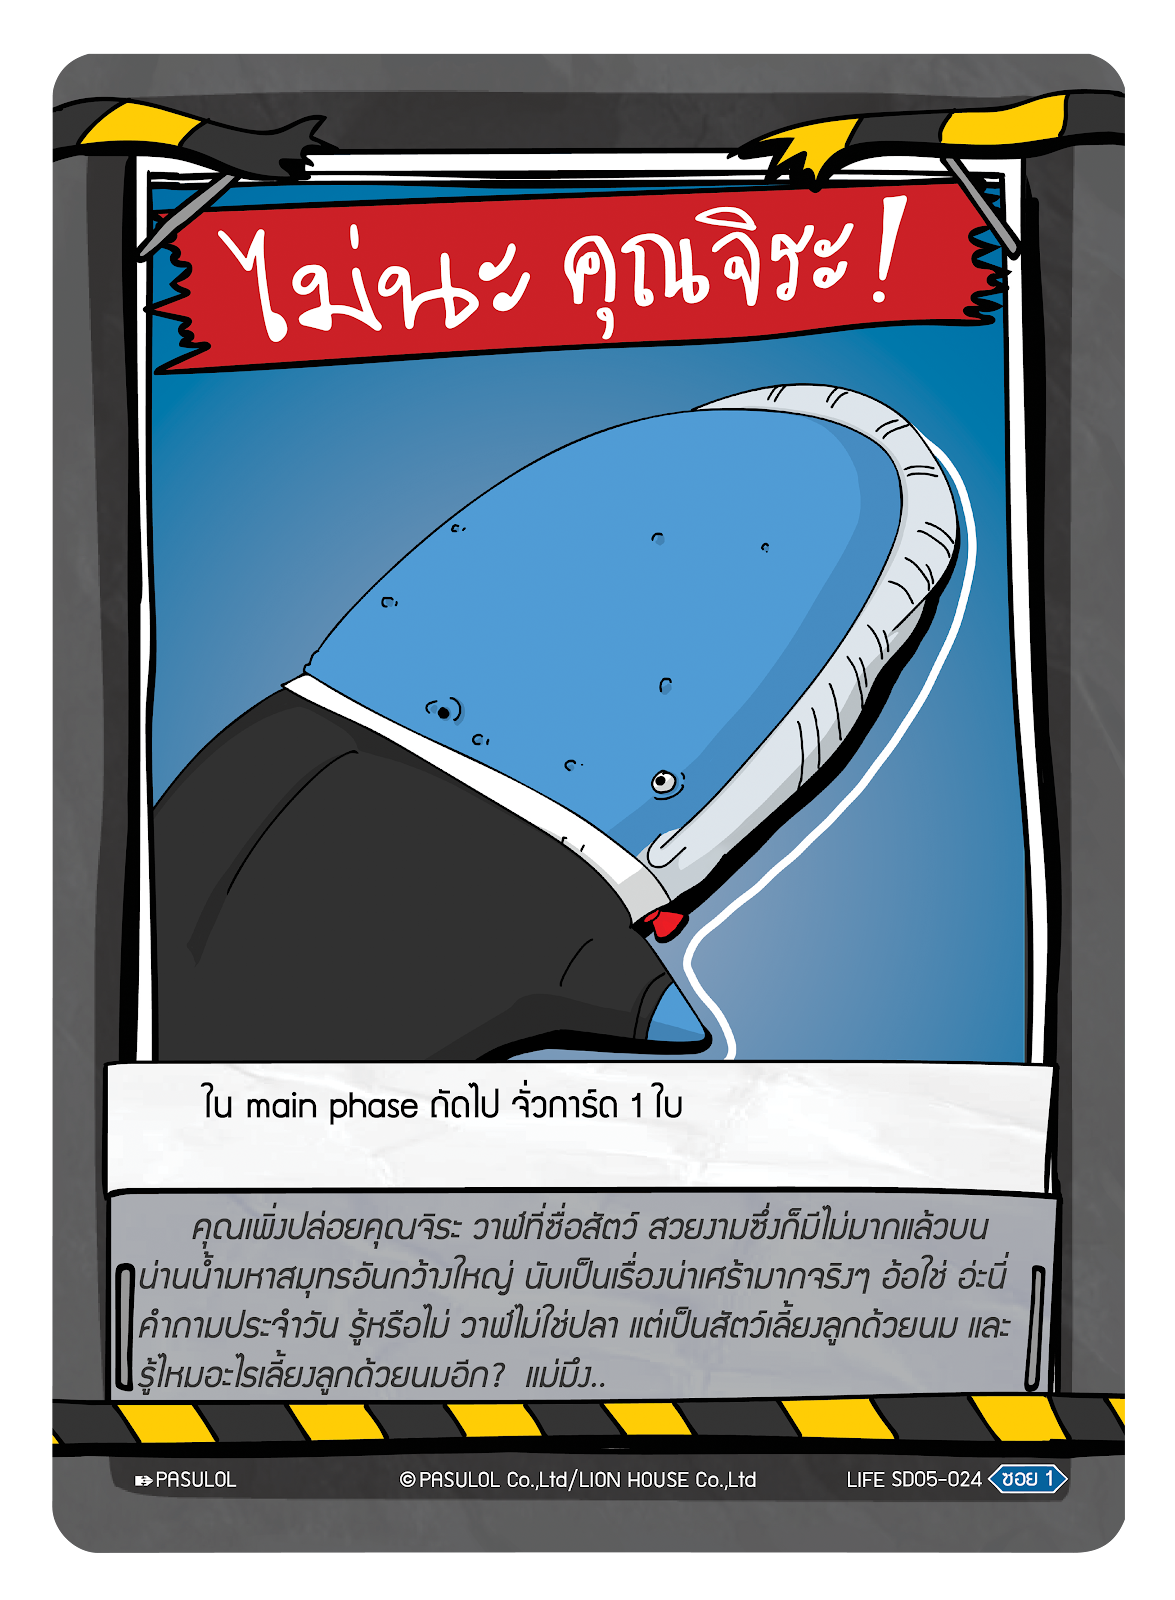 ไม่นะ คุณจิระ!
ใน main phase ถัดไป จั่วการ์ด 1 ใบ
คุณเพิ่งปล่อยคุณจิระ วาฬที่ซื่อสัตว์ สวยงามซึ่งก็มีไม่มากแล้วบน
น่านน้ำมหาสมุทรอันกว้างใหญ่ นับเป็นเรื่องน่าเศร้ามากจริงๆ อ้อใช่ อ่ะนี่
คำถามประจำวัน รู้หรือไม่ วาฬไม่ใช่ปลา แต่เป็นสัตว์เลี้ยงลูกด้วยนม และ
รู้ไหมอะไรเลี้ยงลูกด้วยนมอีก? แม่มึง..
PASULOL © PASULOL Co.,Ltd/LION HOUSE Co.,Ltd LIFE SD05-024 ซอย 1